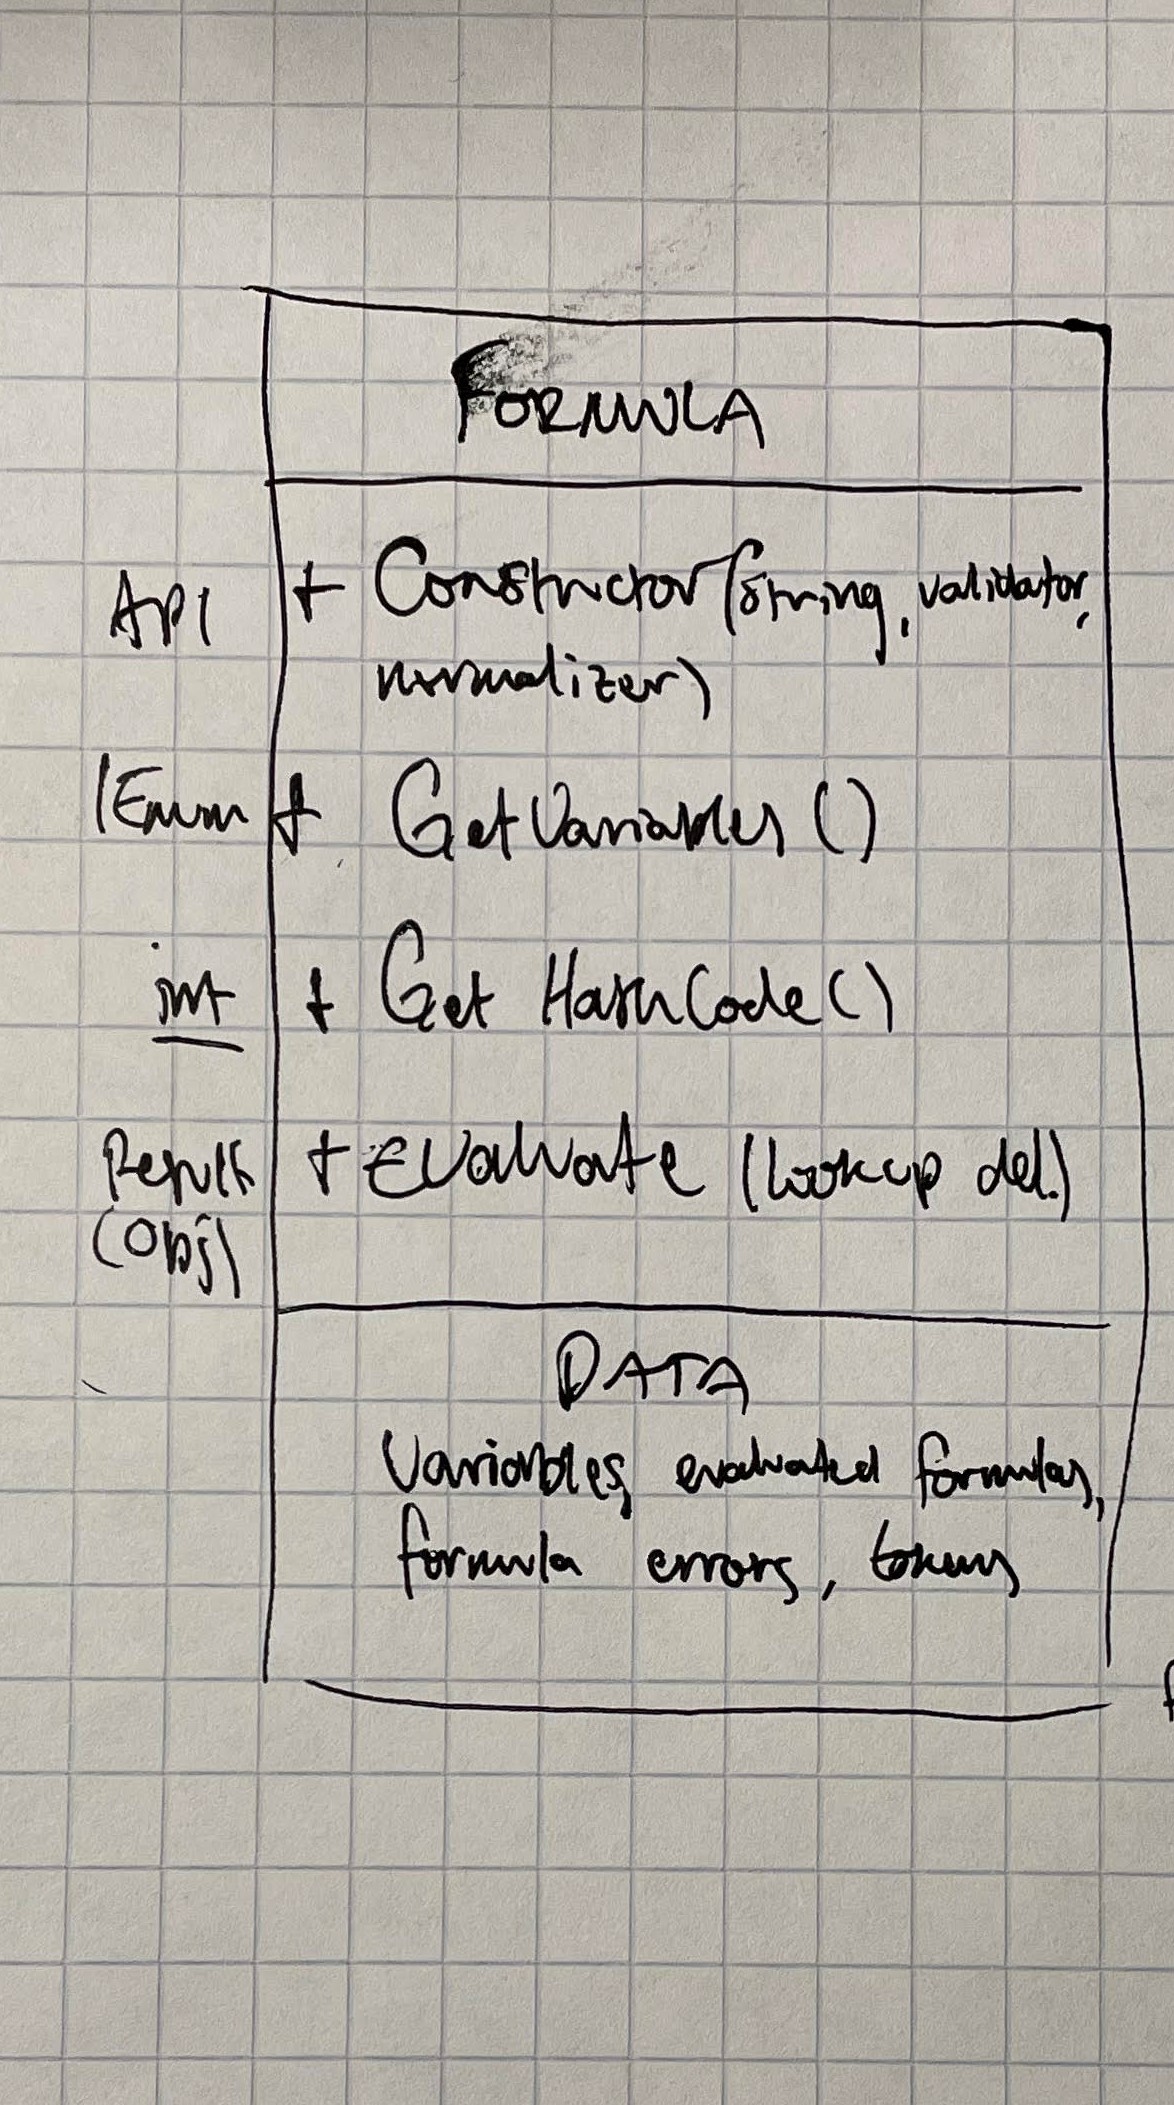 FORMULA
API + Constructor (string, validator,
normalizer)
IEnum + GetVariables ()
int + Get HashCode ()
Result + Evaluate (lookup del.)
(obj)
DATA
Variables, evaluated formulas,
formula errors, tokens